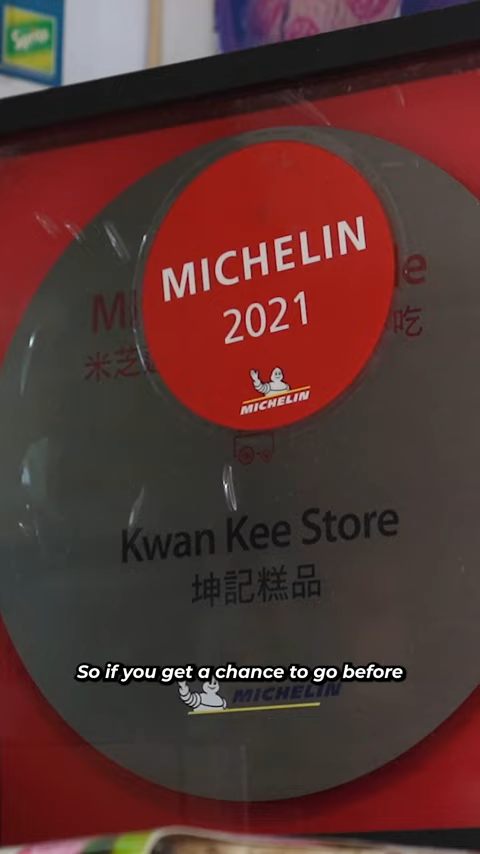 Sprite
MICHELIN
2021
MICHELIN
Kwan Kee Store
坤記糕品
So if you get a chance to go before
MICHELIN